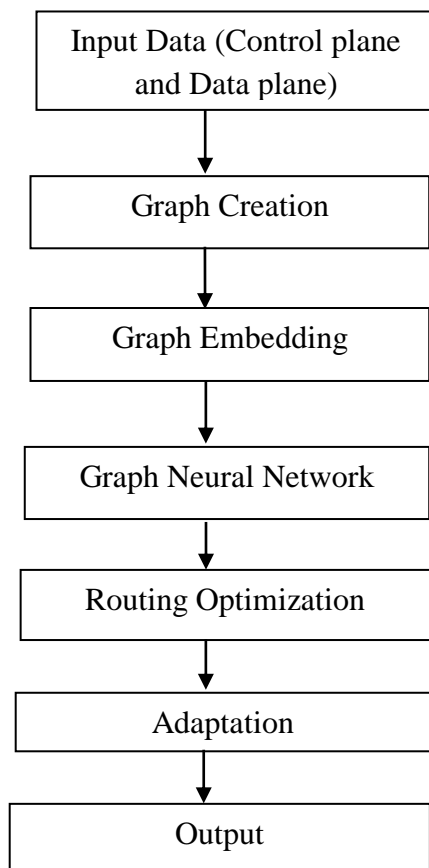 Input Data (Control plane
and Data plane)
Graph Creation
Graph Embedding
Graph Neural Network
Routing Optimization
Adaptation
Output